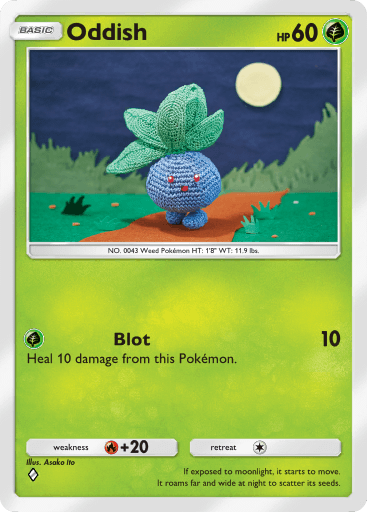 BASIC Oddish HP 60
NO. 0043 Weed Pokémon HT: 1'8" WT: 11.9 lbs.
Blot 10
Heal 10 damage from this Pokémon.
weakness +20 retreat
Illus. Asako Ito
If exposed to moonlight, it starts to move.
It roams far and wide at night to scatter its seeds.